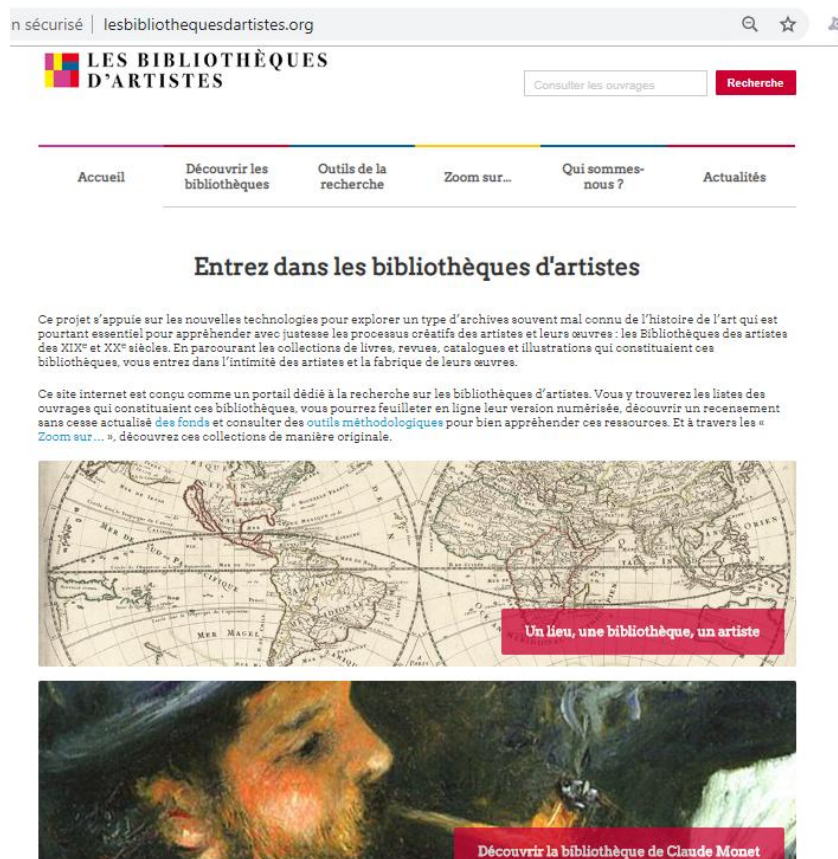 n sécurisé | lesbibliothequesdartistes.org
LES BIBLIOTHÈQUES
D'ARTISTES
Consulter les ouvrages
Recherche
Accueil
Découvrir les
bibliothèques
Outils de la
recherche
Zoom sur...
Qui sommes-
nous ?
Actualités
Entrez dans les bibliothèques d'artistes
Ce projet s'appuie sur les nouvelles technologies pour explorer un type d'archives souvent mal connu de l'histoire de l'art qui est
pourtant essentiel pour appréhender avec justesse les processus créatifs des artistes et leurs œuvres : les Bibliothèques des artistes
des XIXᵉ et XXᵉ siècles. En parcourant les collections de livres, revues, catalogues et illustrations qui constituaient ces
bibliothèques, vous entrez dans l'intimité des artistes et la fabrique de leurs œuvres.
Ce site internet est conçu comme un portail dédié à la recherche sur les bibliothèques d'artistes. Vous y trouverez les listes des
ouvrages qui constituaient ces bibliothèques, vous pourrez feuilleter en ligne leur version numérisée, découvrir un recensement
sans cesse actualisé des fonds et consulter des outils méthodologiques pour bien appréhender ces ressources. Et à travers les «
Zoom sur… », découvrez ces collections de manière originale.
MER DE SUD
PACIFIQUE
MER MAGEL
Un lieu, une bibliothèque, un artiste
Découvrir la bibliothèque de Claude Monet